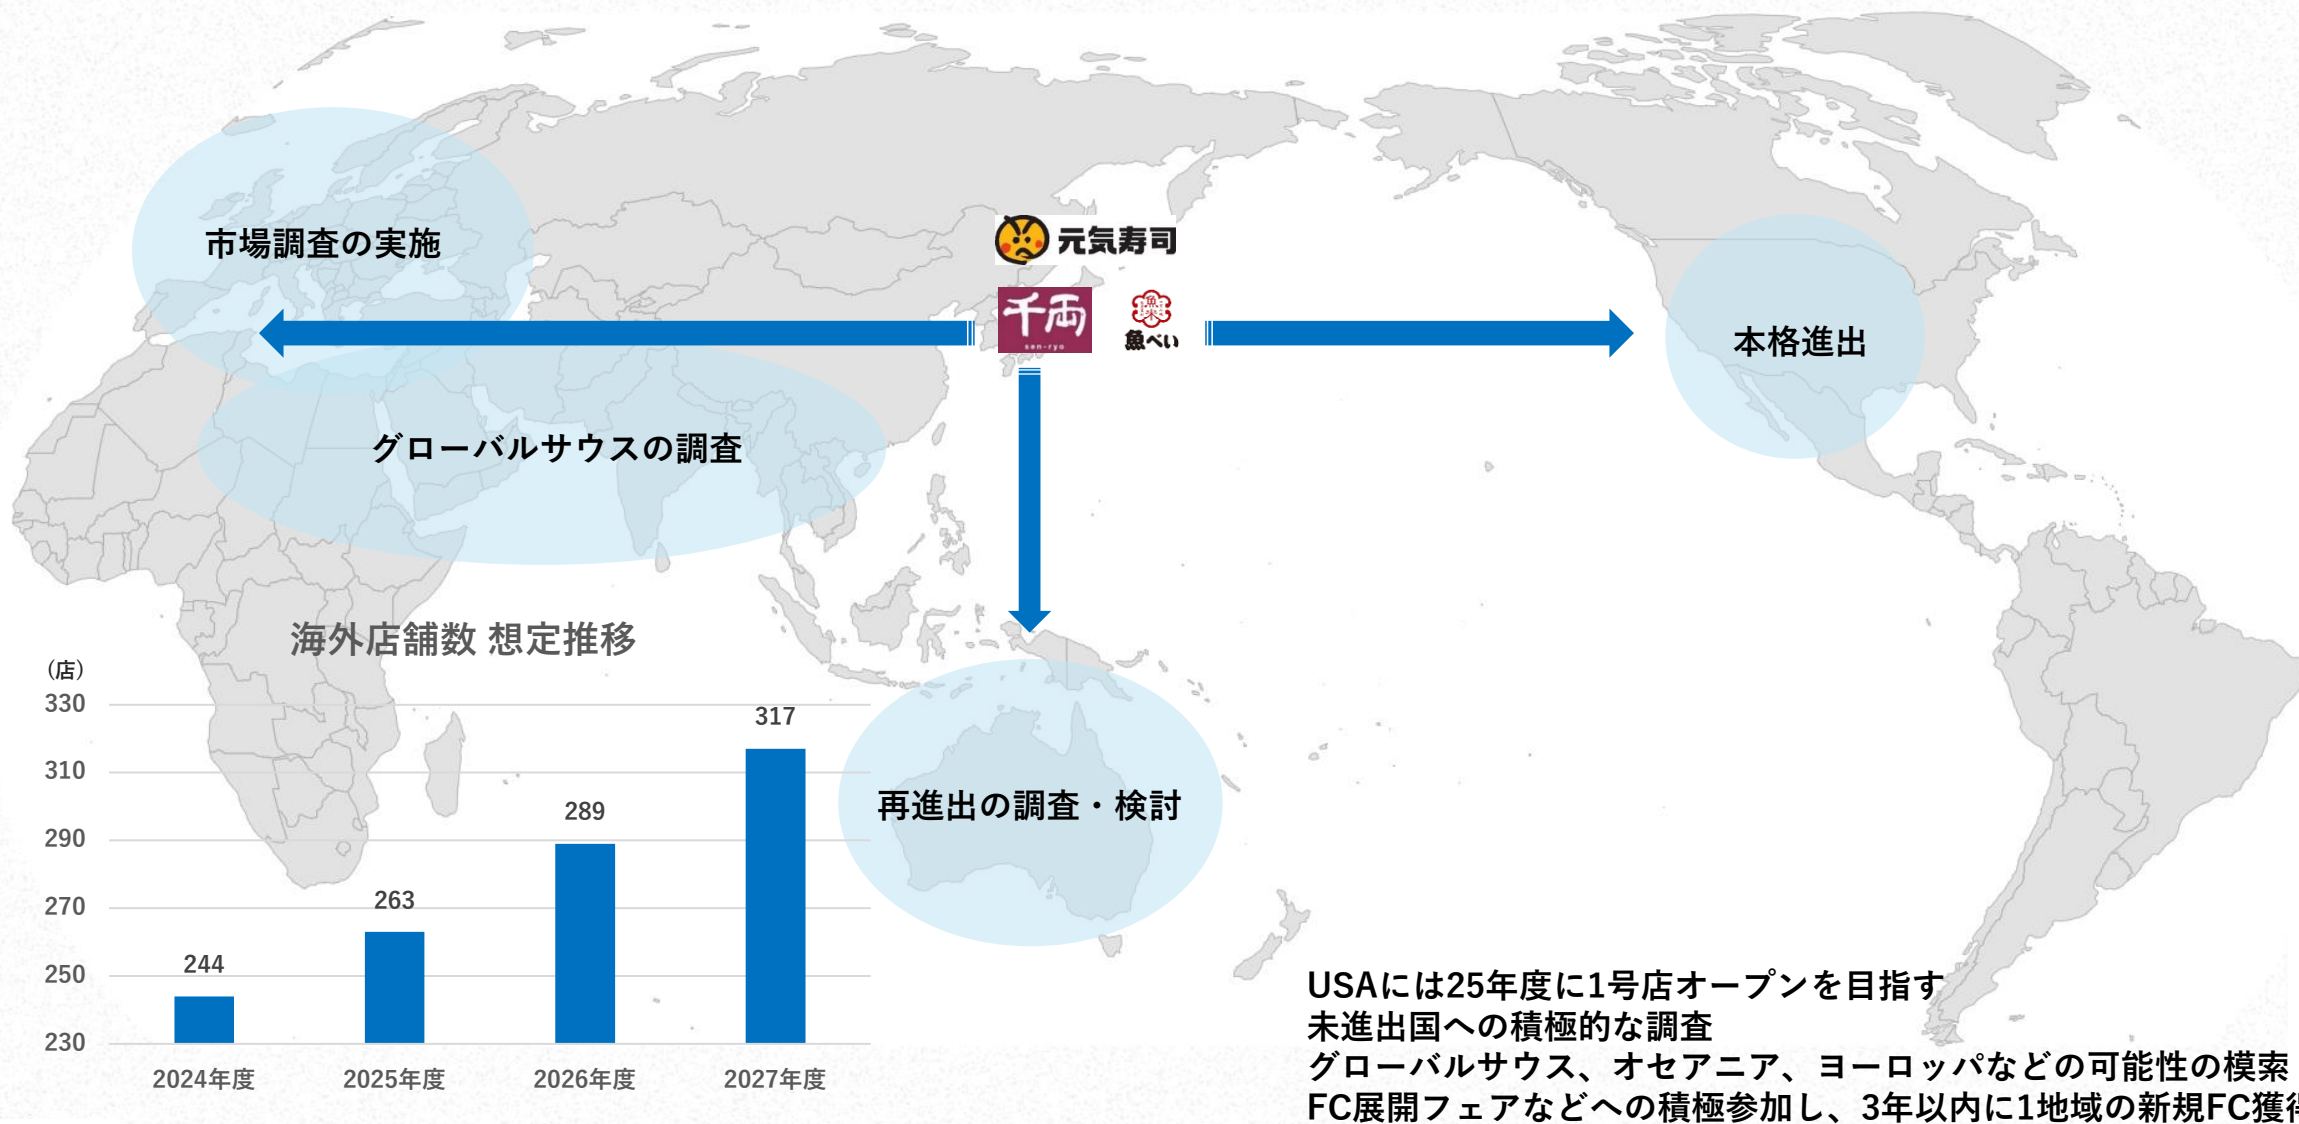 市場調査の実施
元気寿司
千両
sen-ryo
魚べい
本格進出
グローバルサウスの調査
再進出の調査・検討
海外店舗数 想定推移
(店)
330
310
290
270
250
230
244
263
289
317
2024年度
2025年度
2026年度
2027年度
USAには25年度に1号店オープンを目指す
未進出国への積極的な調査
グローバルサウス、オセアニア、ヨーロッパなどの可能性の模索
FC展開フェアなどへの積極参加し、3年以内に1地域の新規FC獲得